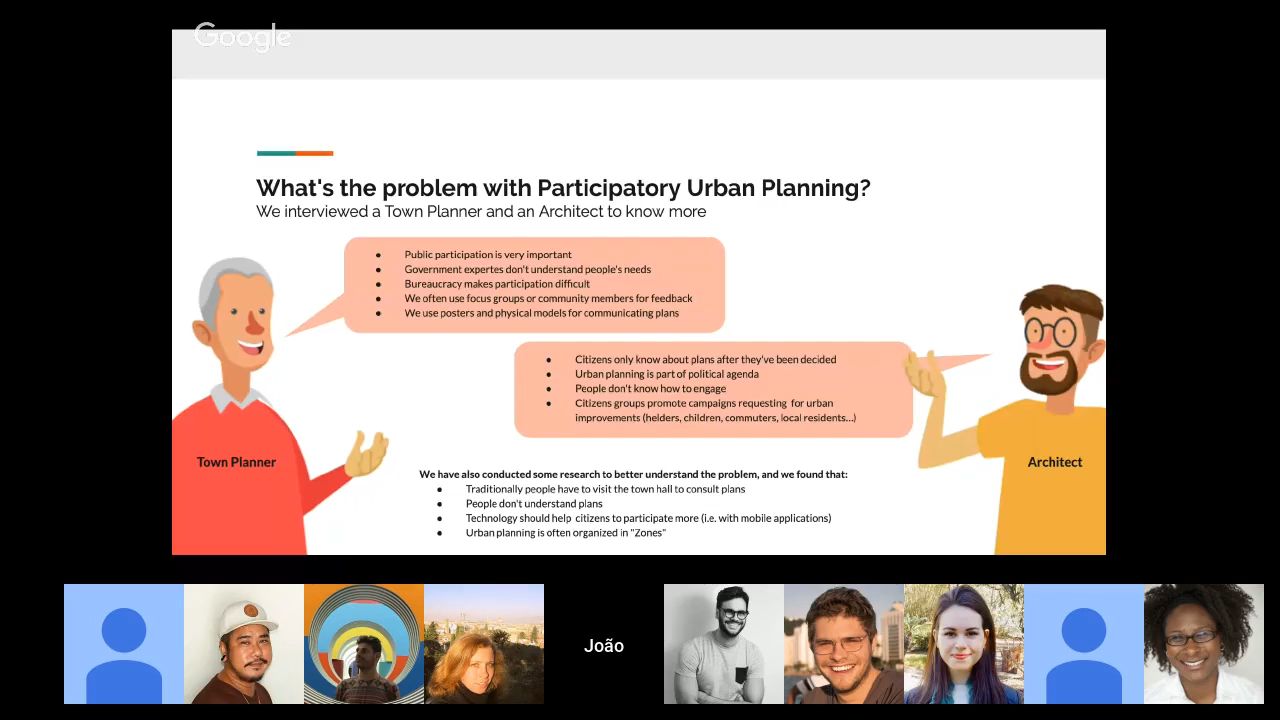 Google
What's the problem with Participatory Urban Planning?
We interviewed a Town Planner and an Architect to know more
● Public participation is very important
● Government expertes don't understand people's needs
● Bureaucracy makes participation difficult
● We often use focus groups or community members for feedback
● We use posters and physical models for communicating plans
● Citizens only know about plans after they've been decided
● Urban planning is part of political agenda
● People don't know how to engage
● Citizens groups promote campaigns requesting for urban
improvements (helders, children, commuters, local residents...)
Town Planner
Architect
We have also conducted some research to better understand the problem, and we found that:
● Traditionally people have to visit the town hall to consult plans
● People don't understand plans
● Technology should help citizens to participate more (i.e. with mobile applications)
● Urban planning is often organized in "Zones"
João